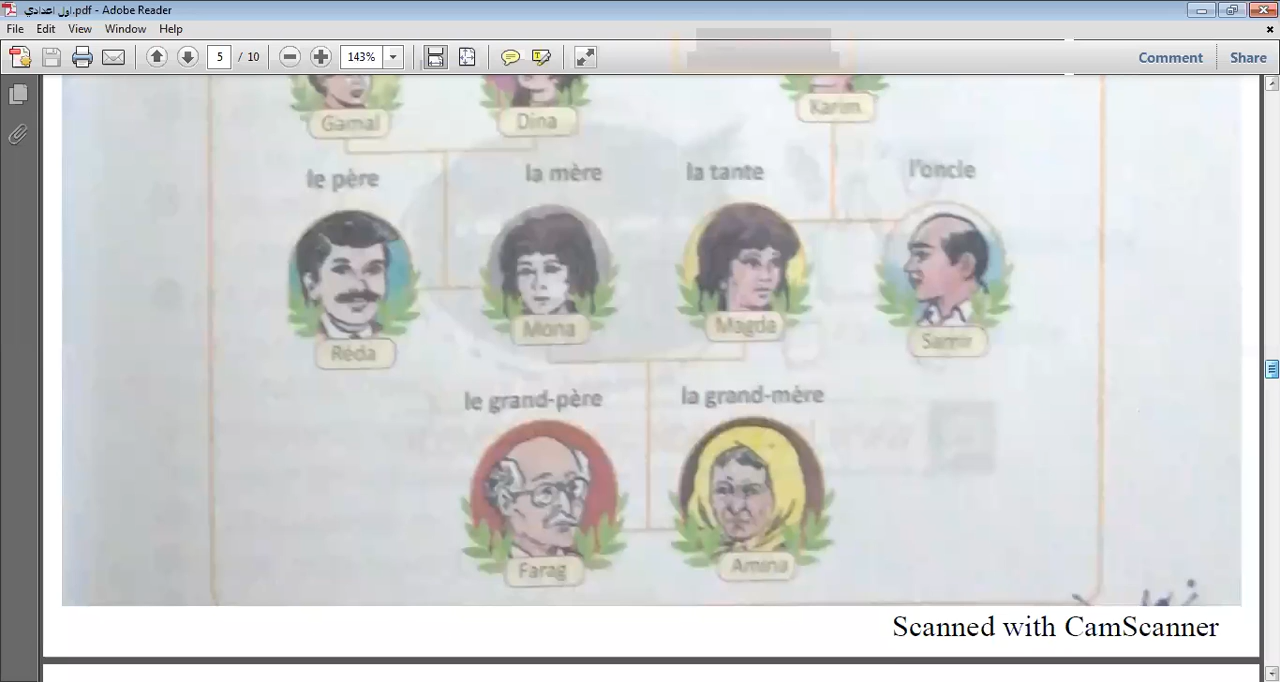 اول اعدادي.pdf - Adobe Reader
File Edit View Window Help
5 / 10 143% Comment Share
Gamal Dina Karim
le père la mère la tante l'oncle
Réda Mona Magda Samir
le grand-père la grand-mère
Farag Amina
Scanned with CamScanner